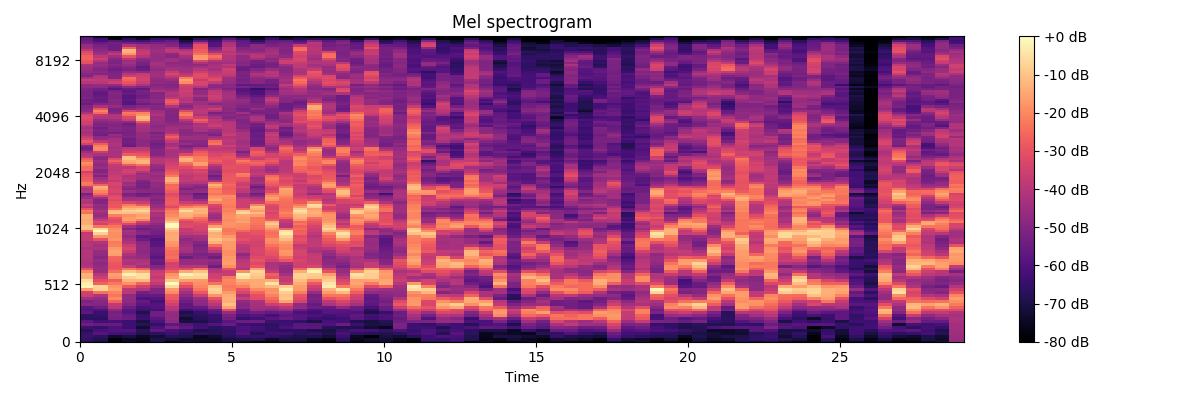 Mel spectrogram
Hz
8192
4096
2048
1024
512
0
0 5 10 15 20 25
Time
+0 dB
-10 dB
-20 dB
-30 dB
-40 dB
-50 dB
-60 dB
-70 dB
-80 dB